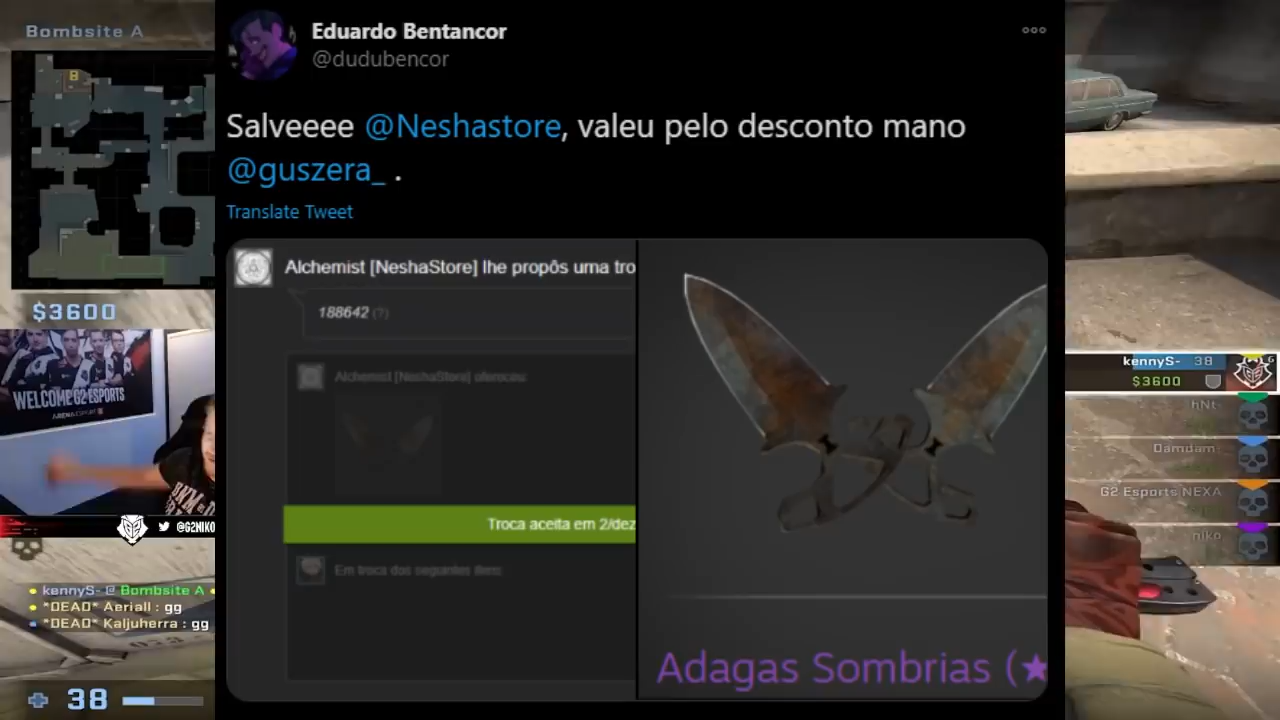 Bombsite A
B
$3600
WELCOME G2 ESPORTS
@G2NIKO
kennyS- @ Bombsite A
*DEAD* Aeriall : gg
*DEAD* Kaljuherra : gg
38
Eduardo Bentancor
@dudubencor
Salveeee @Neshastore, valeu pelo desconto mano
@guszera_ .
Translate Tweet
Alchemist [NeshaStore] lhe propôs uma tro
188642 (?)
Alchemist [NeshaStore] ofereceu:
Troca aceita em 2/dez
Em troca dos seguintes itens:
Adagas Sombrias (★
kennyS- 38
$3600
hNt-
Damdam-
G2 Esports NEXA
niko